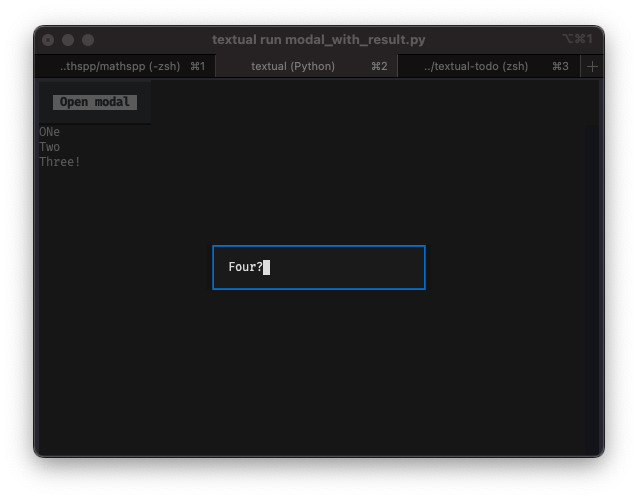 textual run modal_with_result.py
⌥⌘1
..thspp/mathspp (-zsh) ⌘1
textual (Python) ⌘2
../textual-todo (zsh) ⌘3
Open modal
ONe
Two
Three!
Four?